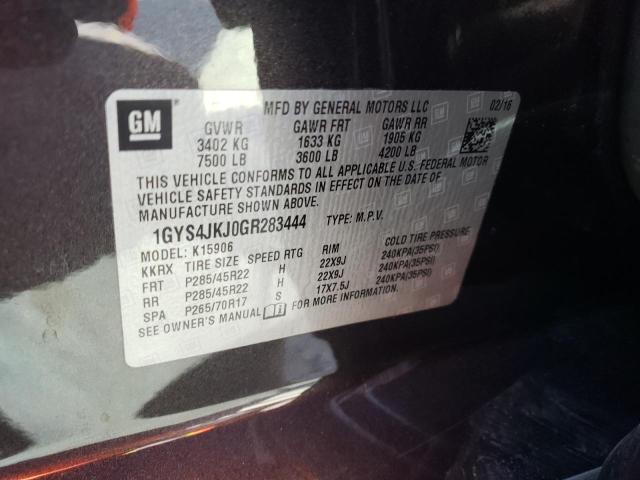 GM
MFD BY GENERAL MOTORS LLC 02/16
GVWR GAWR FRT GAWR RR
3402 KG 1633 KG 1905 KG
7500 LB 3600 LB 4200 LB
THIS VEHICLE CONFORMS TO ALL APPLICABLE U.S. FEDERAL MOTOR
VEHICLE SAFETY STANDARDS IN EFFECT ON THE DATE OF
MANUFACTURE SHOWN ABOVE.
1GYS4JKJ0GR283444 TYPE: M.P.V.
MODEL: K15906
KKRX TIRE SIZE SPEED RTG RIM COLD TIRE PRESSURE
FRT P285/45R22 H 22X9J 240KPA(35PSI)
RR P285/45R22 H 22X9J 240KPA(35PSI)
SPA P265/70R17 S 17X7.5J 240KPA(35PSI)
SEE OWNER'S MANUAL FOR MORE INFORMATION.